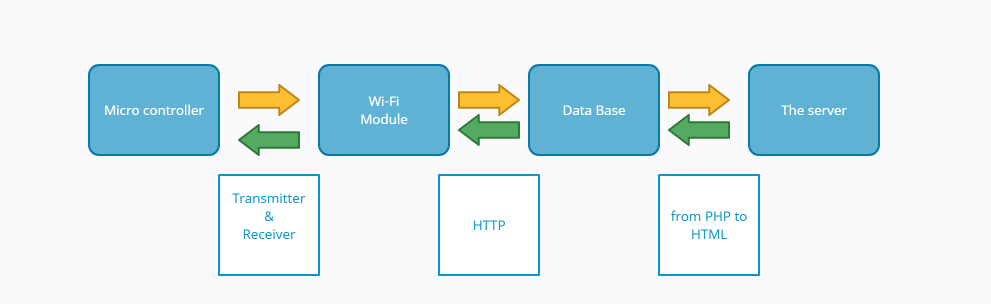 Micro controller
Wi-Fi
Module
Data Base
The server
Transmitter
&
Receiver
HTTP
from PHP to
HTML